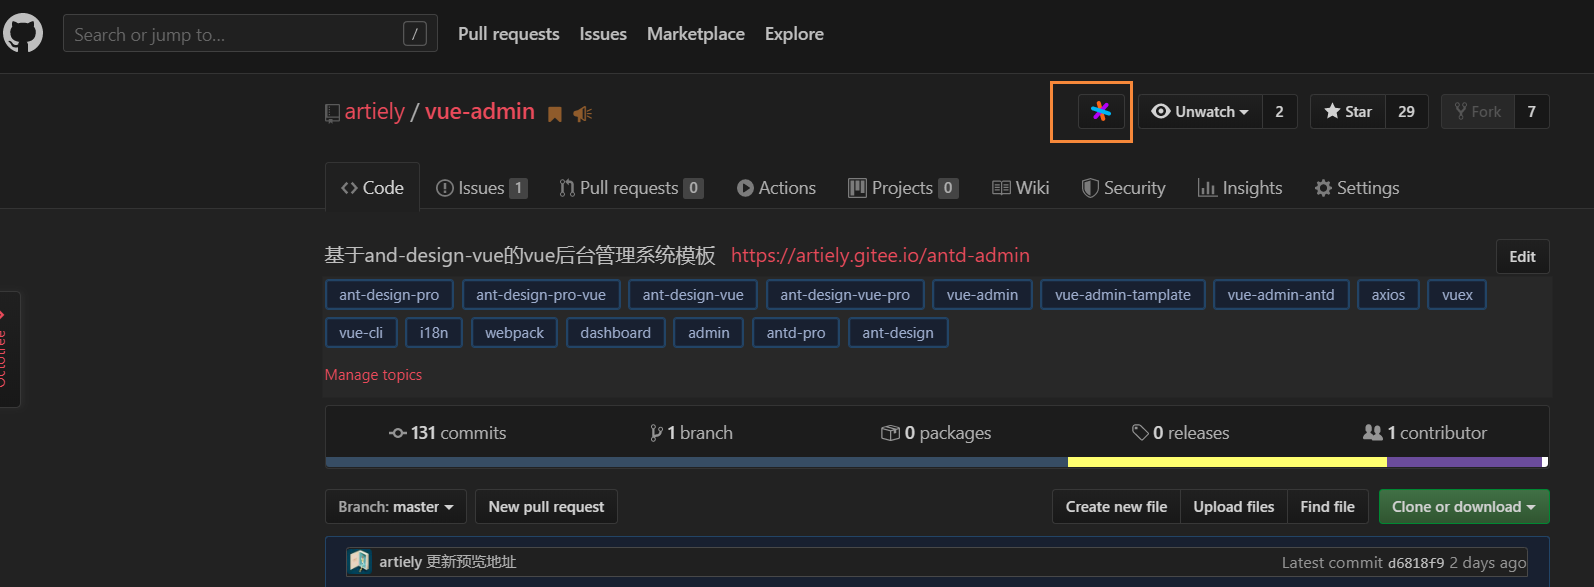 Search or jump to... / Pull requests Issues Marketplace Explore
artiely / vue-admin Unwatch 2 Star 29 Fork 7
Code Issues 1 Pull requests 0 Actions Projects 0 Wiki Security Insights Settings
基于and-design-vue的vue后台管理系统模板 https://artiely.gitee.io/antd-admin Edit
ant-design-pro ant-design-pro-vue ant-design-vue ant-design-vue-pro vue-admin vue-admin-tamplate vue-admin-antd axios vuex
vue-cli i18n webpack dashboard admin antd-pro ant-design
Manage topics
131 commits 1 branch 0 packages 0 releases 1 contributor
Branch: master New pull request Create new file Upload files Find file Clone or download
artiely 更新预览地址 Latest commit d6818f9 2 days ago
Octotree